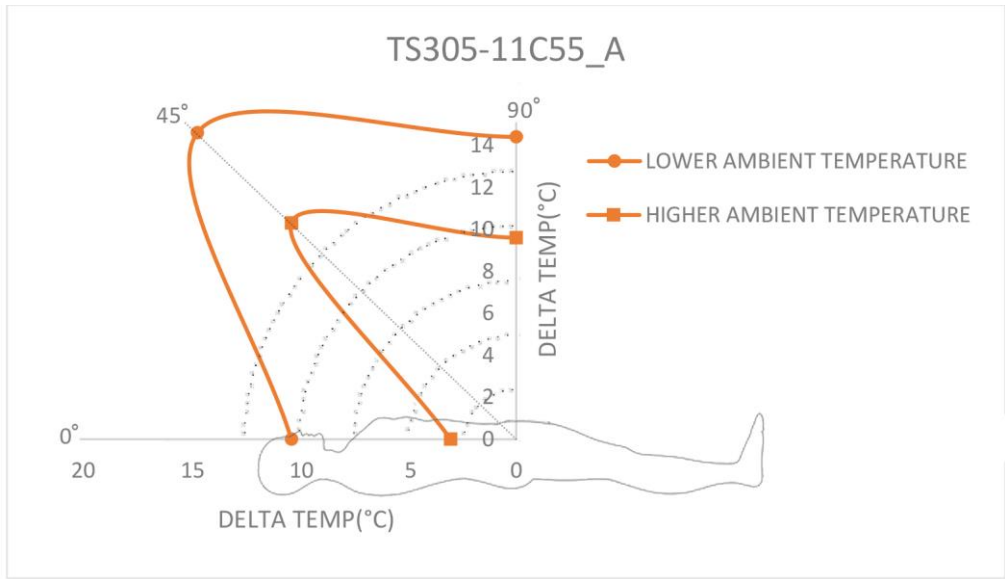 TS305-11C55_A
45°
90°
14
12
10
8
6
4
2
0
DELTA TEMP(°C)
LOWER AMBIENT TEMPERATURE
HIGHER AMBIENT TEMPERATURE
0°
20 15 10 5 0
DELTA TEMP(°C)